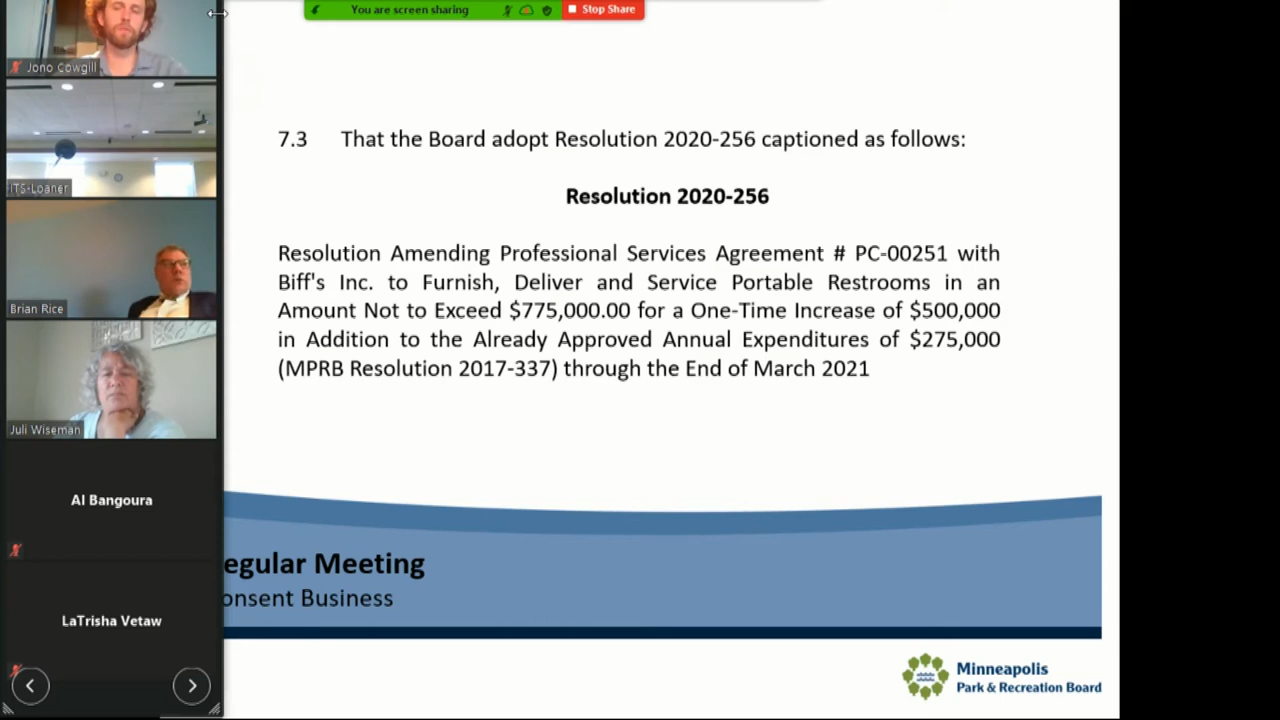 You are screen sharing
Stop Share
Jono Cowgill
ITS-Loaner
Brian Rice
Juli Wiseman
Al Bangoura
LaTrisha Vetaw
7.3 That the Board adopt Resolution 2020-256 captioned as follows:
Resolution 2020-256
Resolution Amending Professional Services Agreement # PC-00251 with
Biff's Inc. to Furnish, Deliver and Service Portable Restrooms in an
Amount Not to Exceed $775,000.00 for a One-Time Increase of $500,000
in Addition to the Already Approved Annual Expenditures of $275,000
(MPRB Resolution 2017-337) through the End of March 2021
egular Meeting
onsent Business
Minneapolis
Park & Recreation Board